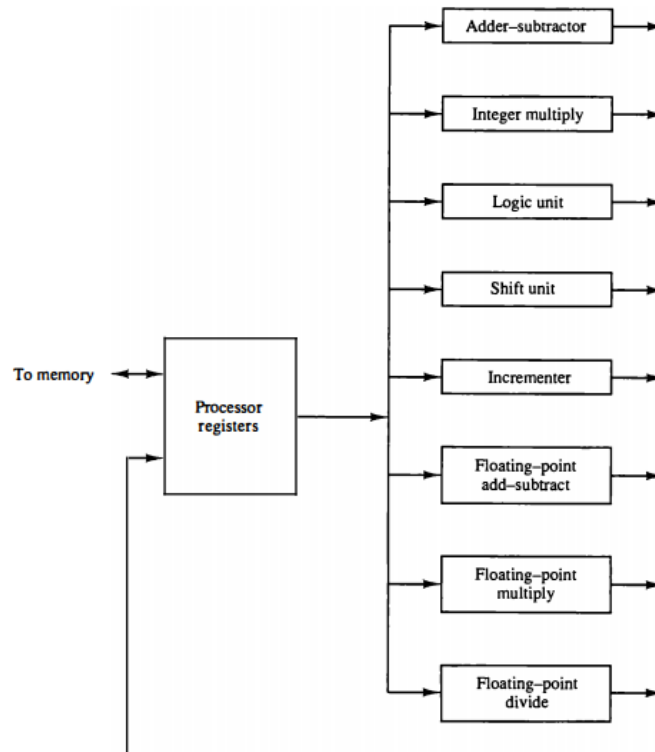 Adder–subtractor
Integer multiply
Logic unit
Shift unit
To memory
Processor
registers
Incrementer
Floating–point
add–subtract
Floating–point
multiply
Floating–point
divide